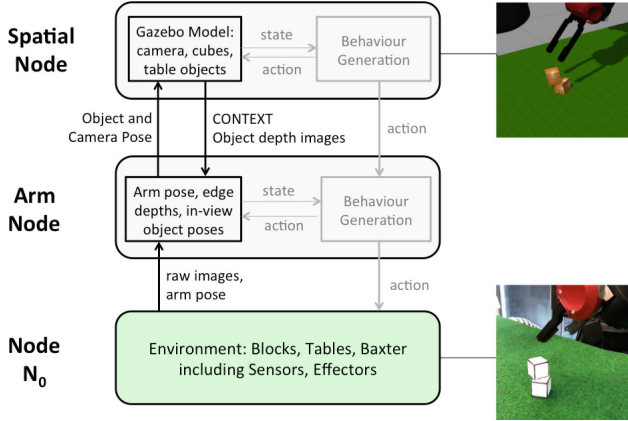 Spatial
Node
Gazebo Model:
camera, cubes,
table objects
state
action
Behaviour
Generation
Object and
Camera Pose
CONTEXT
Object depth images
action
Arm
Node
Arm pose, edge
depths, in-view
object poses
state
action
Behaviour
Generation
raw images,
arm pose
action
Node
N₀
Environment: Blocks, Tables, Baxter
including Sensors, Effectors